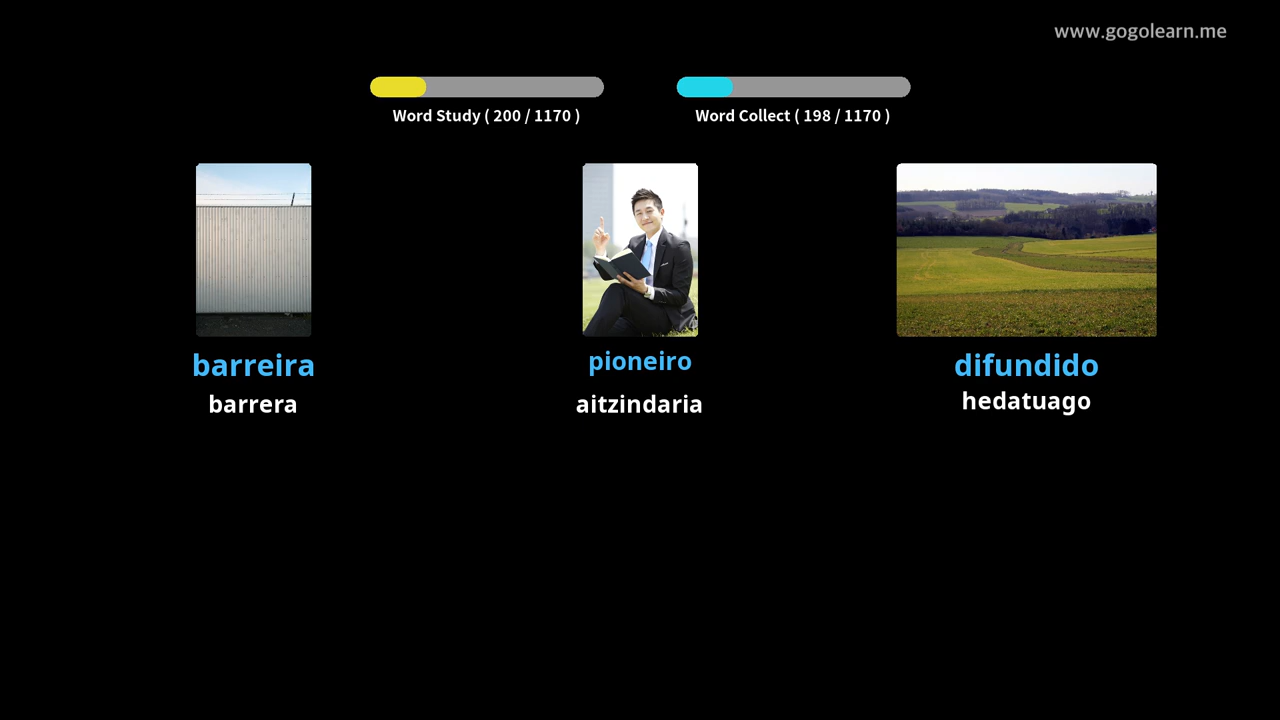 www.gogolearn.me
Word Study ( 200 / 1170 )
Word Collect ( 198 / 1170 )
barreira
barrera
pioneiro
aitzindaria
difundido
hedatuago